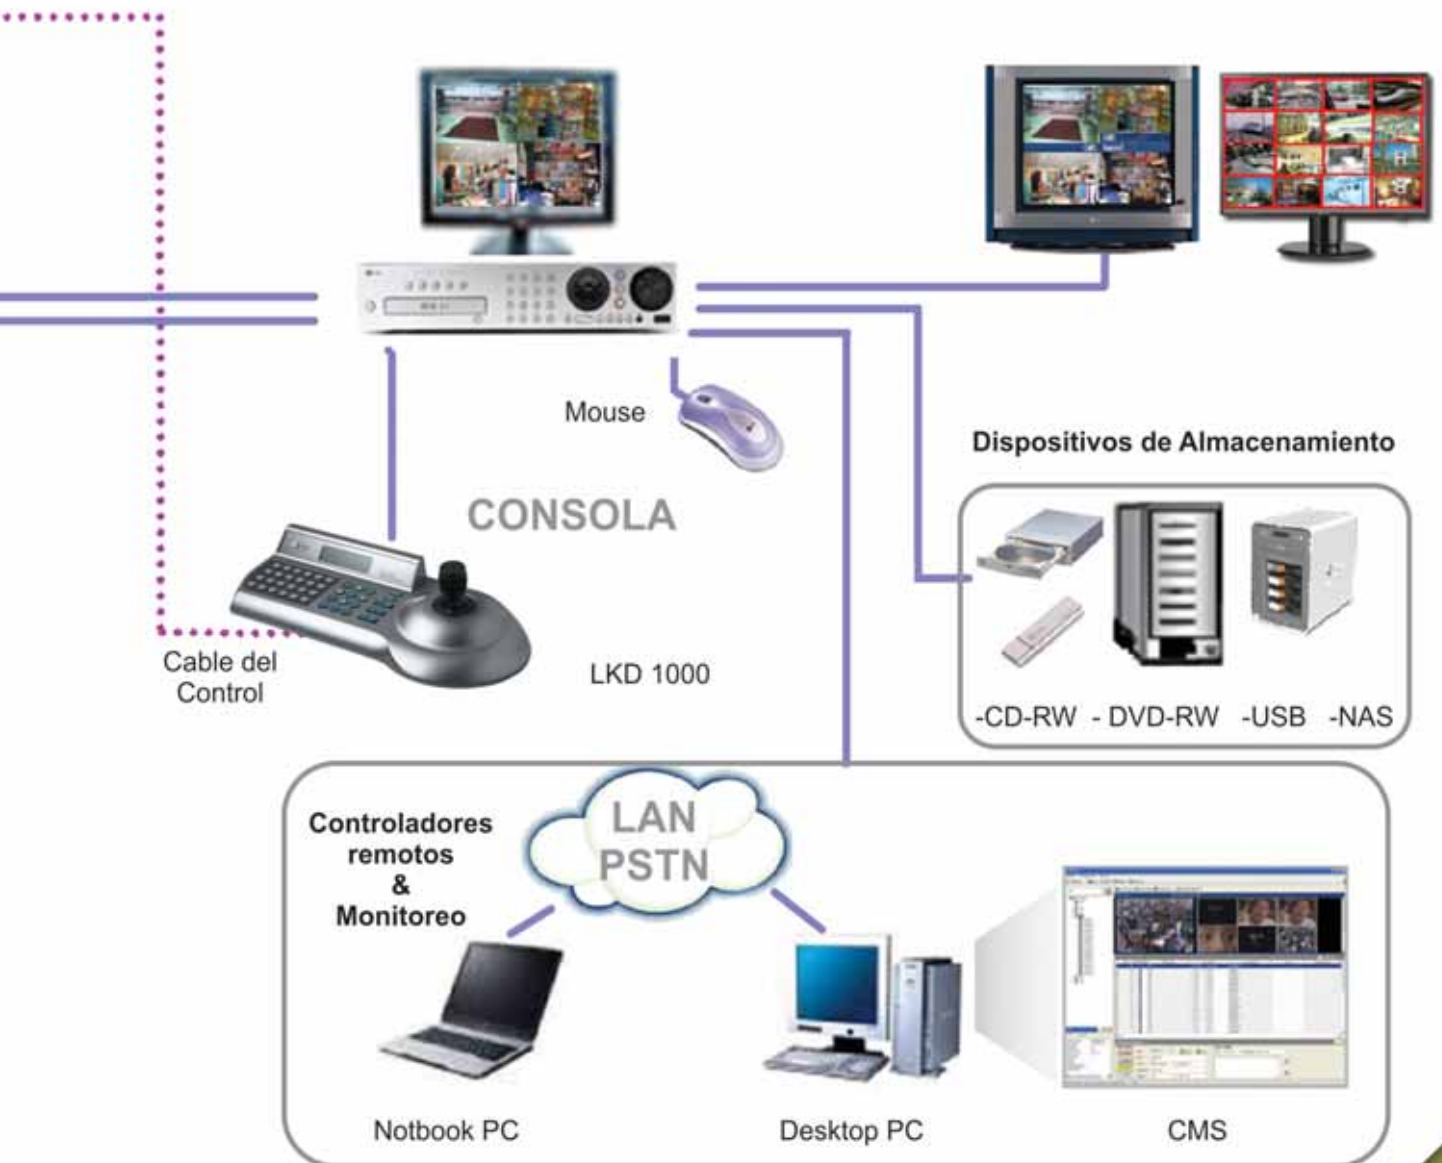 Mouse
Dispositivos de Almacenamiento
CONSOLA
Cable del
Control
LKD 1000
-CD-RW - DVD-RW -USB -NAS
Controladores
remotos
&
Monitoreo
LAN
PSTN
Notbook PC
Desktop PC
CMS